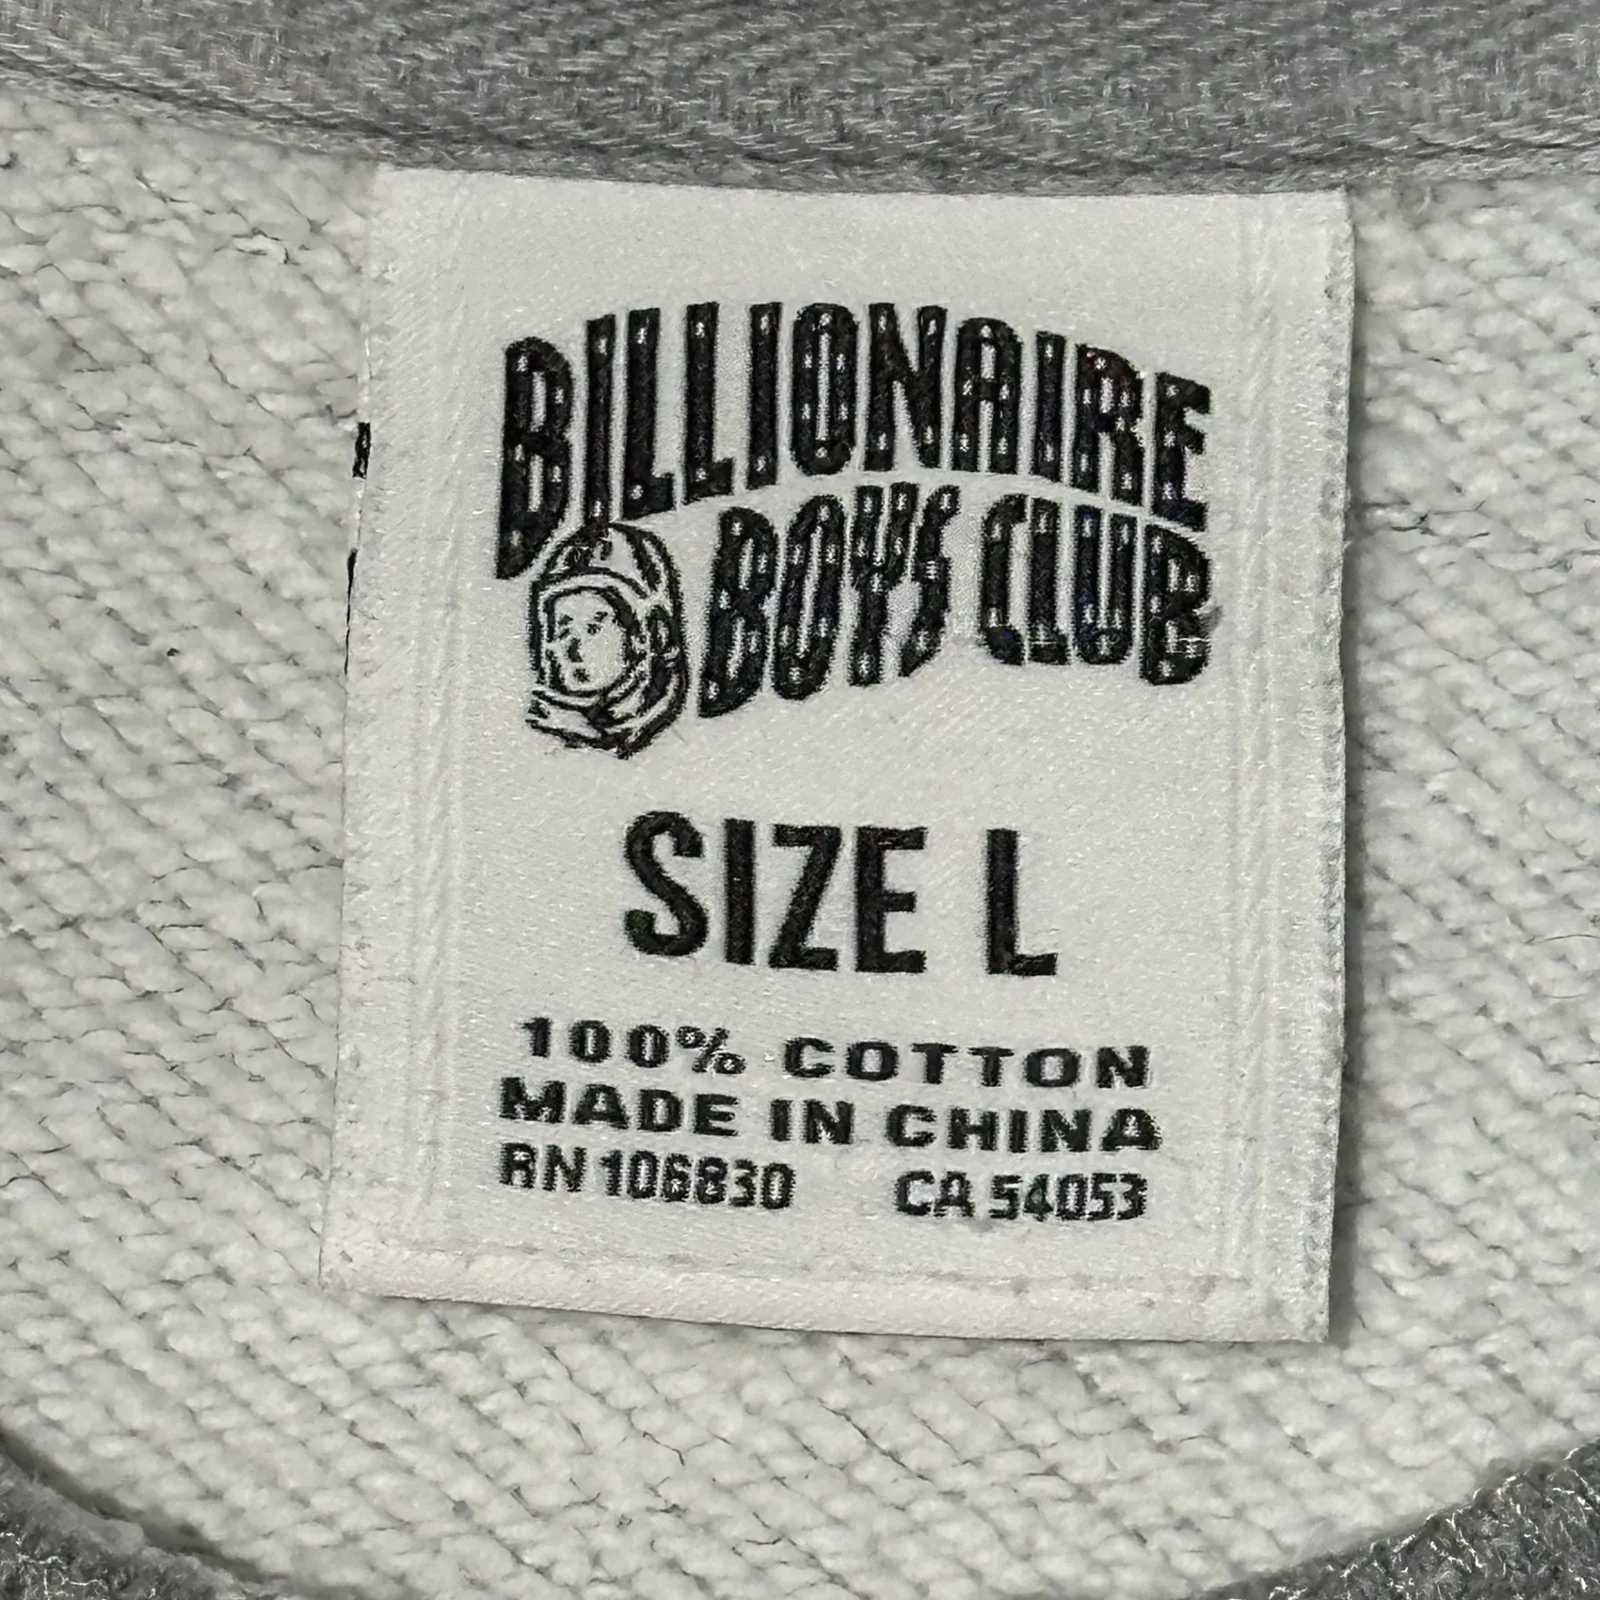 BILLIONAIRE
BOYS CLUB
SIZE L
100% COTTON
MADE IN CHINA
RN 106830 CA 54053